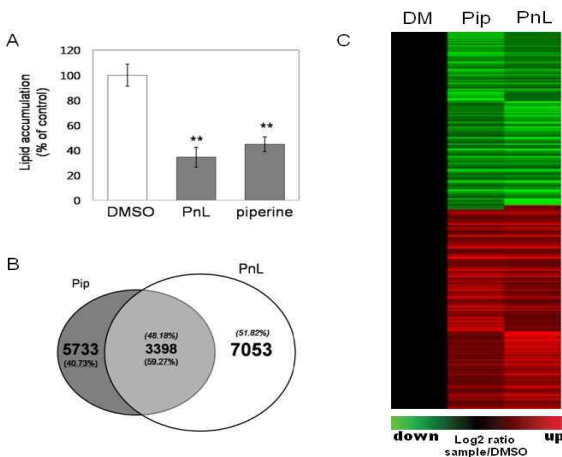 A
Lipid accumulation
(% of control)
120
100
80
60
40
20
0
**
**
DMSO
PnL
piperine
B
Pip
PnL
5733
(40.73%)
(48.18%)
3398
(59.27%)
(51.82%)
7053
C
DM Pip PnL
down
Log2 ratio
sample/DMSO
up